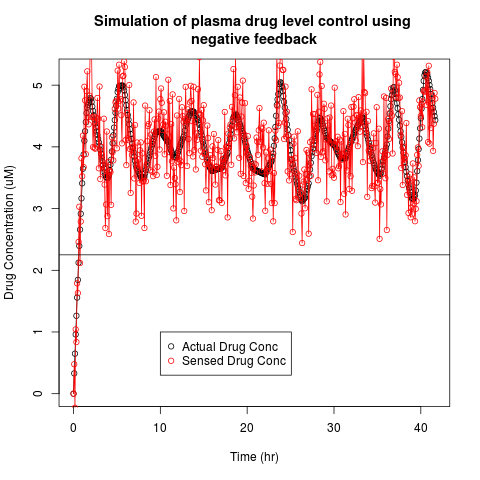 Simulation of plasma drug level control using
negative feedback
Drug Concentration (uM)
5
4
3
2
1
0
Actual Drug Conc
Sensed Drug Conc
0 10 20 30 40
Time (hr)